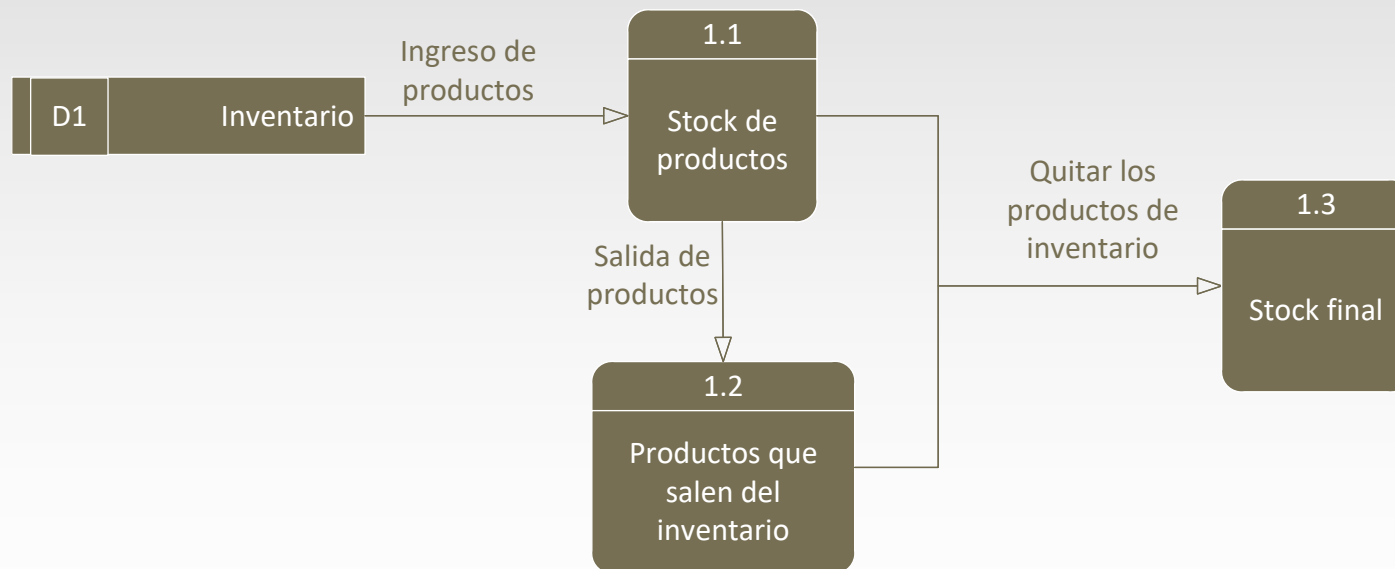 D1
Inventario
Ingreso de
productos
1.1
Stock de
productos
Salida de
productos
1.2
Productos que
salen del
inventario
Quitar los
productos de
inventario
1.3
Stock final